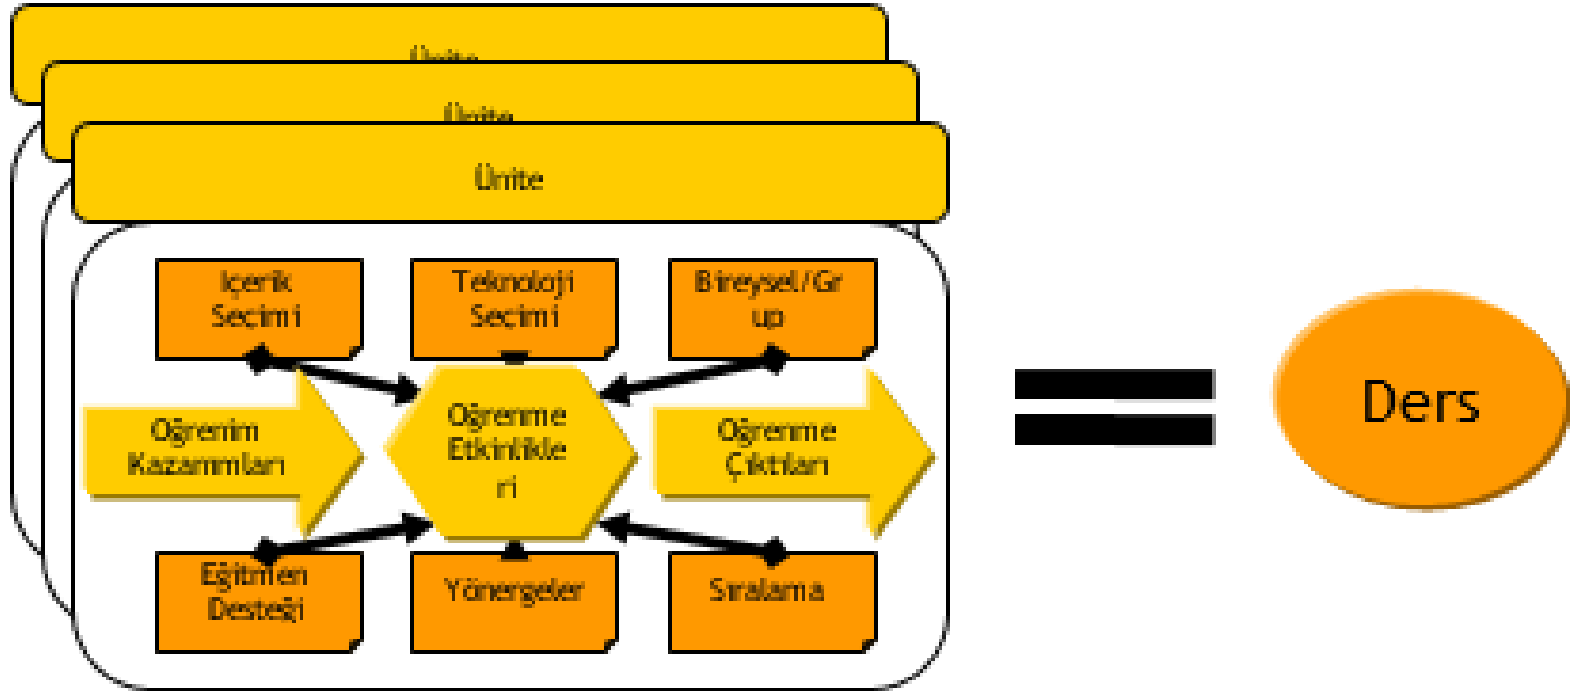 Ünite
Ünite
Ünite
İçerik
Seçimi
Teknoloji
Seçimi
Bireysel/Gr
up
Öğrenim
Kazanımları
Öğrenme
Etkinlikle
ri
Öğrenme
Çıktıları
Eğitmen
Desteği
Yönergeler
Sıralama
Ders